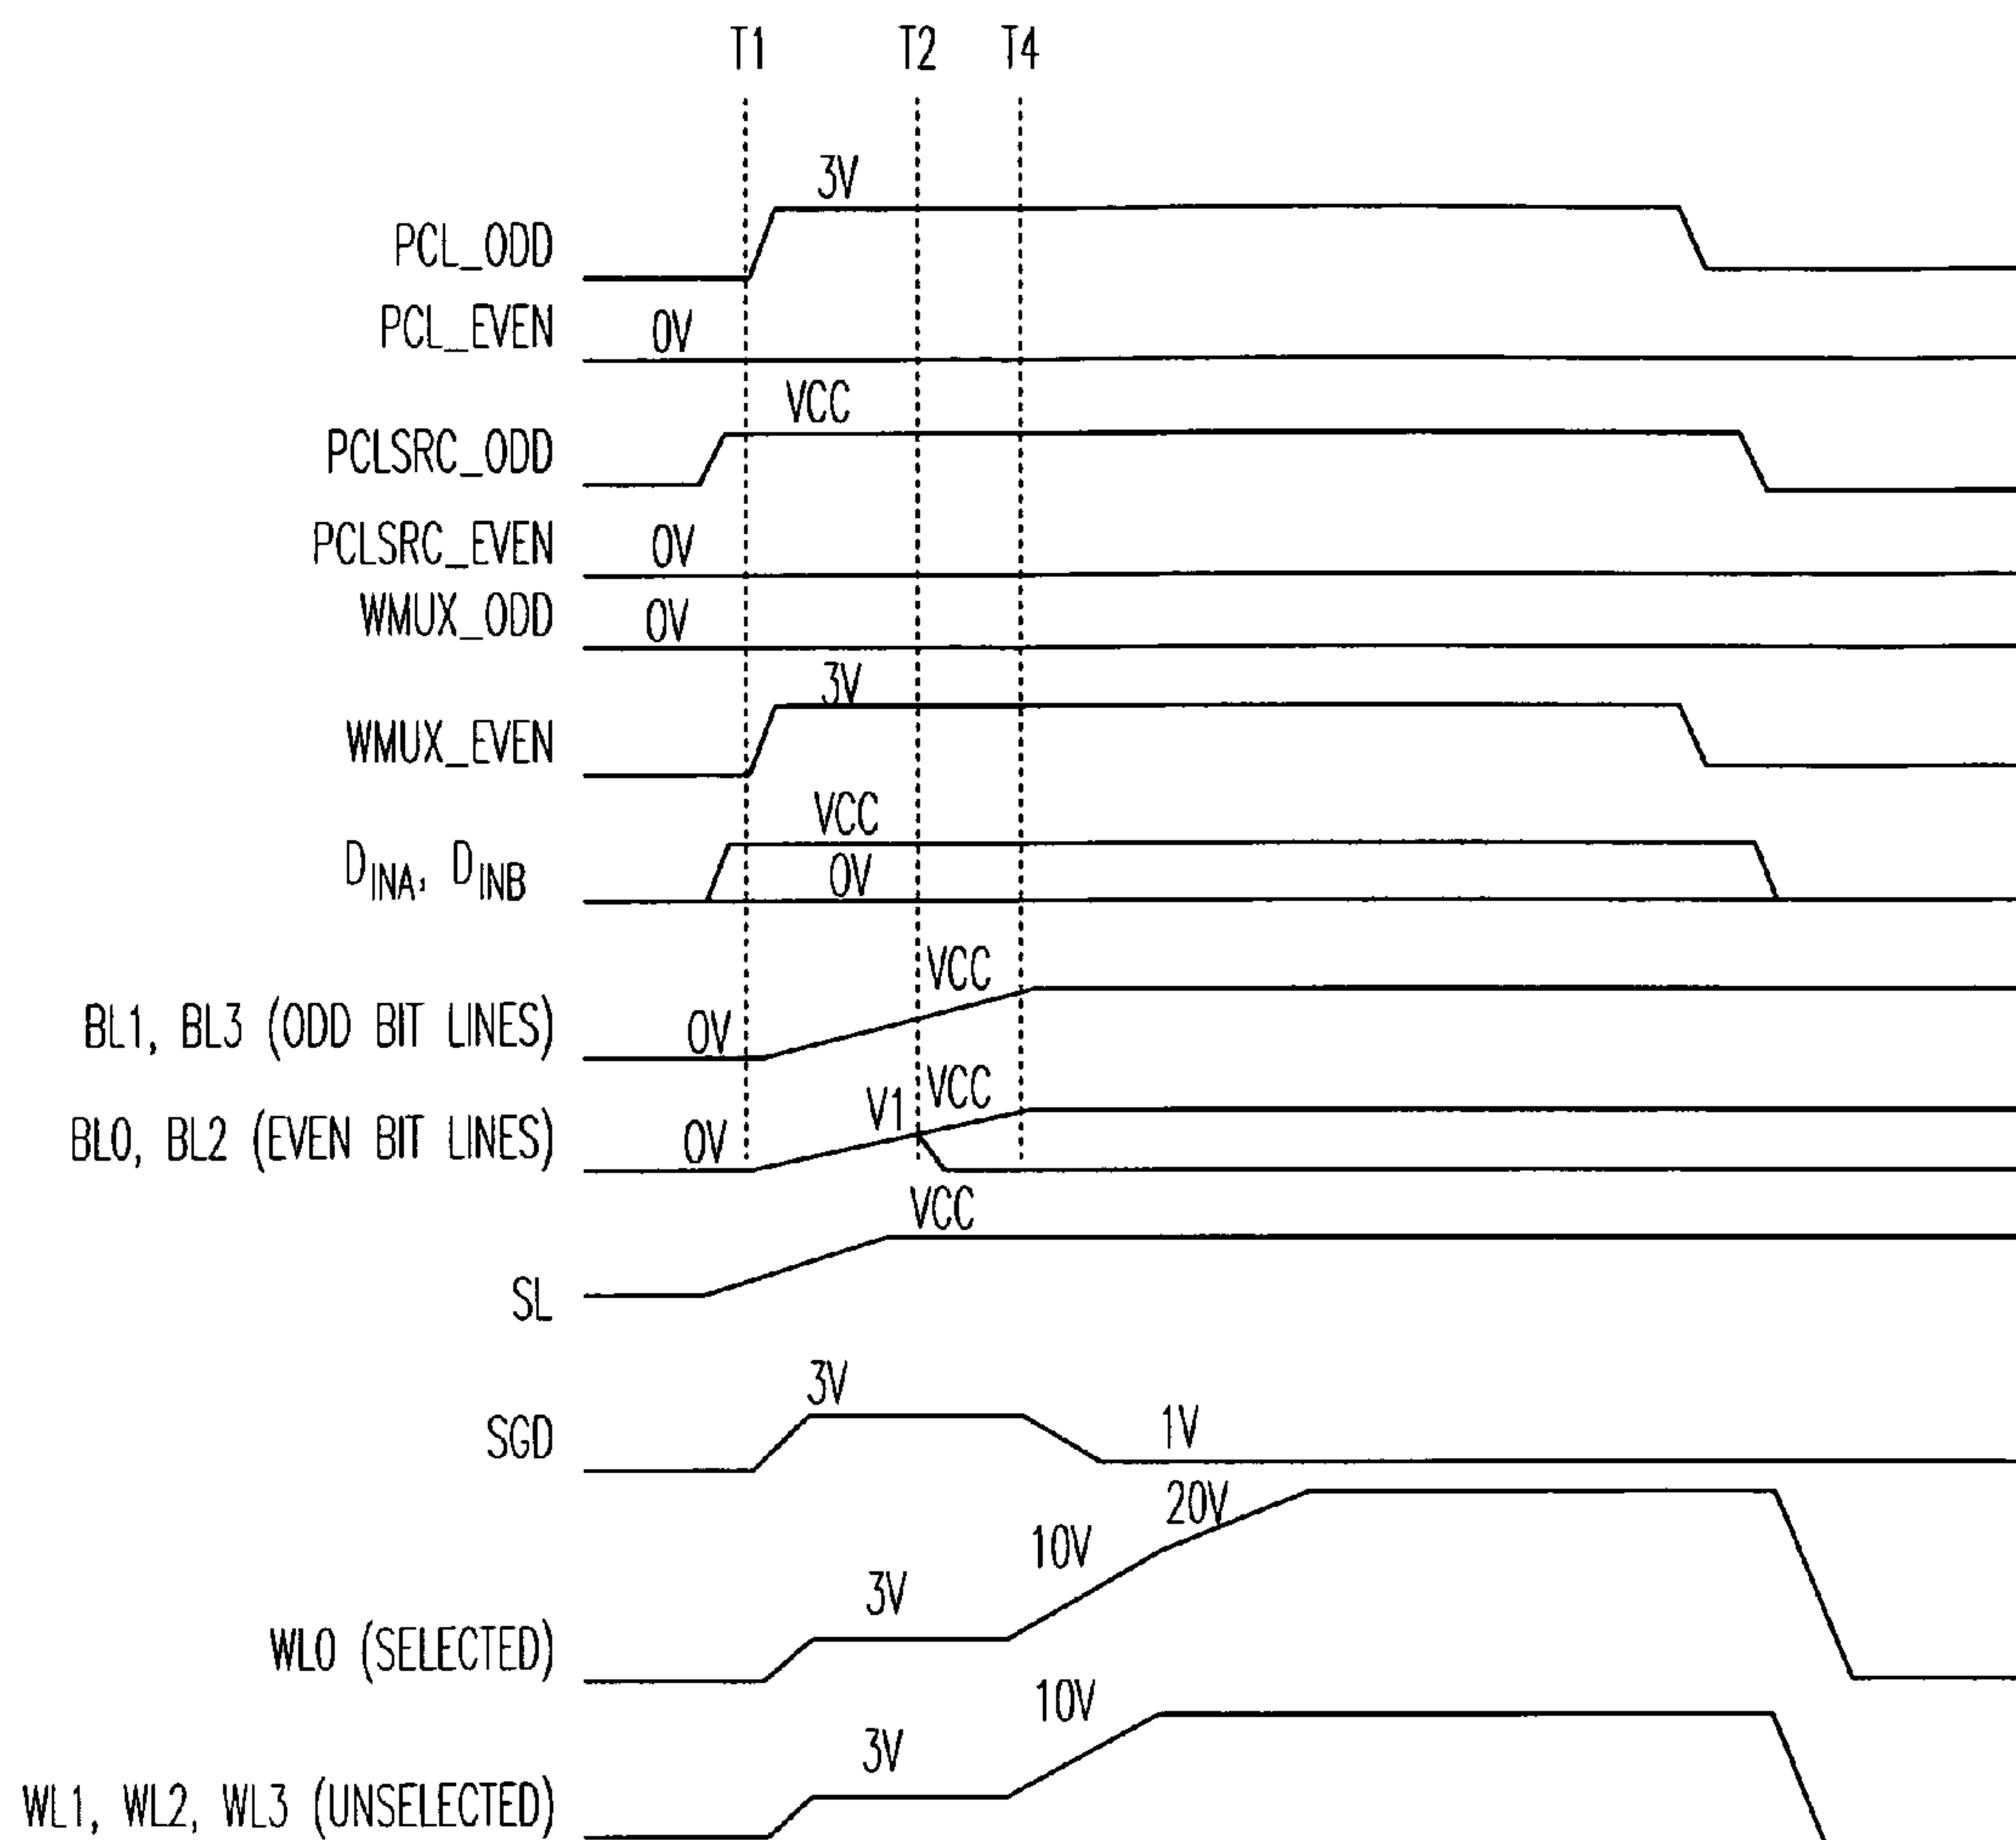 T1 T2 T4
3V
PCL_ODD
PCL_EVEN 0V
VCC
PCLSRC_ODD
PCLSRC_EVEN 0V
WMUX_ODD 0V
3V
WMUX_EVEN
VCC
DINA, DINB 0V
VCC
BL1, BL3 (ODD BIT LINES) 0V
V1 VCC
BL0, BL2 (EVEN BIT LINES) 0V
VCC
SL
3V
SGD 1V
20V
10V
3V
WL0 (SELECTED)
10V
3V
WL1, WL2, WL3 (UNSELECTED)